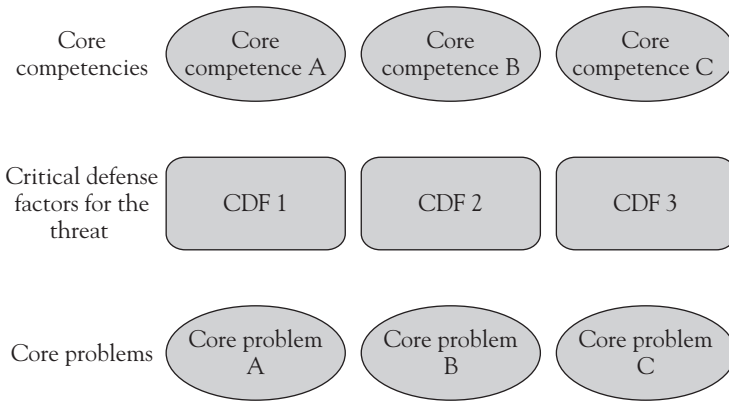 Core
competencies
Core
competence A
Core
competence B
Core
competence C
Critical defense
factors for the
threat
CDF 1
CDF 2
CDF 3
Core problems
Core problem
A
Core problem
B
Core problem
C